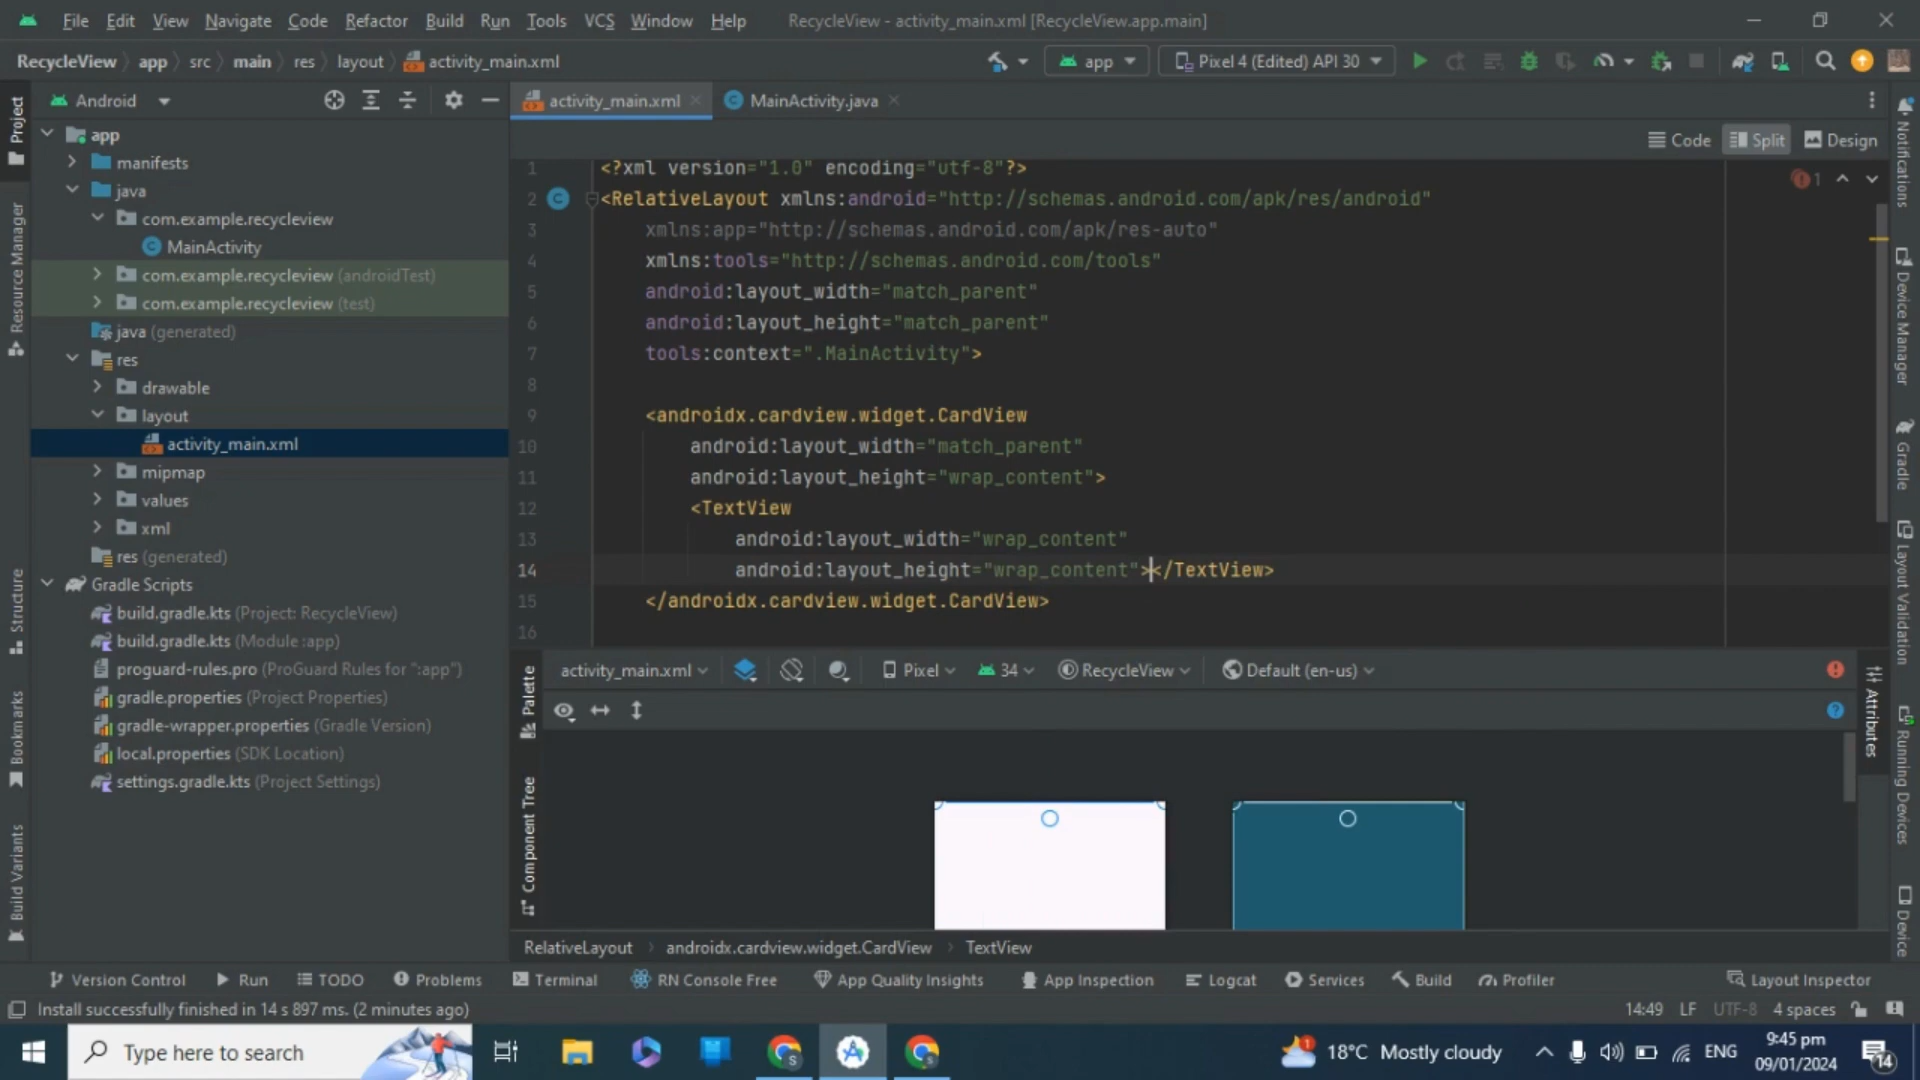 File Edit View Navigate Code Refactor Build Run Tools VCS Window Help RecycleView - activity_main.xml [RecycleView.app.main]
RecycleView app src main res layout activity_main.xml app Pixel 4 (Edited) API 30
Android
activity_main.xml MainActivity.java
Code Split Design
Project
Resource Manager
Structure
Bookmarks
Build Variants
app
manifests
java
com.example.recycleview
MainActivity
com.example.recycleview (androidTest)
com.example.recycleview (test)
java (generated)
res
drawable
layout
activity_main.xml
mipmap
values
xml
res (generated)
Gradle Scripts
build.gradle.kts (Project: RecycleView)
build.gradle.kts (Module :app)
proguard-rules.pro (ProGuard Rules for ":app")
gradle.properties (Project Properties)
gradle-wrapper.properties (Gradle Version)
local.properties (SDK Location)
settings.gradle.kts (Project Settings)
1 <?xml version="1.0" encoding="utf-8"?>
2 <RelativeLayout xmlns:android="http://schemas.android.com/apk/res/android"
3 xmlns:app="http://schemas.android.com/apk/res-auto"
4 xmlns:tools="http://schemas.android.com/tools"
5 android:layout_width="match_parent"
6 android:layout_height="match_parent"
7 tools:context=".MainActivity">
8
9 <androidx.cardview.widget.CardView
10 android:layout_width="match_parent"
11 android:layout_height="wrap_content">
12 <TextView
13 android:layout_width="wrap_content"
14 android:layout_height="wrap_content"></TextView>
15 </androidx.cardview.widget.CardView>
16
1
Palette
Component Tree
activity_main.xml Pixel 34 RecycleView Default (en-us)
Attributes
Notifications
Device Manager
Gradle
Layout Validation
Running Devices
Device
RelativeLayout androidx.cardview.widget.CardView TextView
Version Control Run TODO Problems Terminal RN Console Free App Quality Insights App Inspection Logcat Services Build Profiler Layout Inspector
Install successfully finished in 14 s 897 ms. (2 minutes ago) 14:49 LF UTF-8 4 spaces
Type here to search 1 18°C Mostly cloudy ENG 9:45 pm
09/01/2024 14